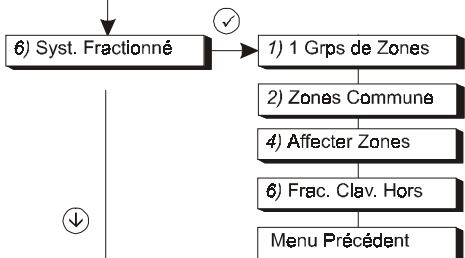 6) Syst. Fractionné
1) 1 Grps de Zones
2) Zones Commune
4) Affecter Zones
6) Frac. Clav. Hors
Menu Précédent